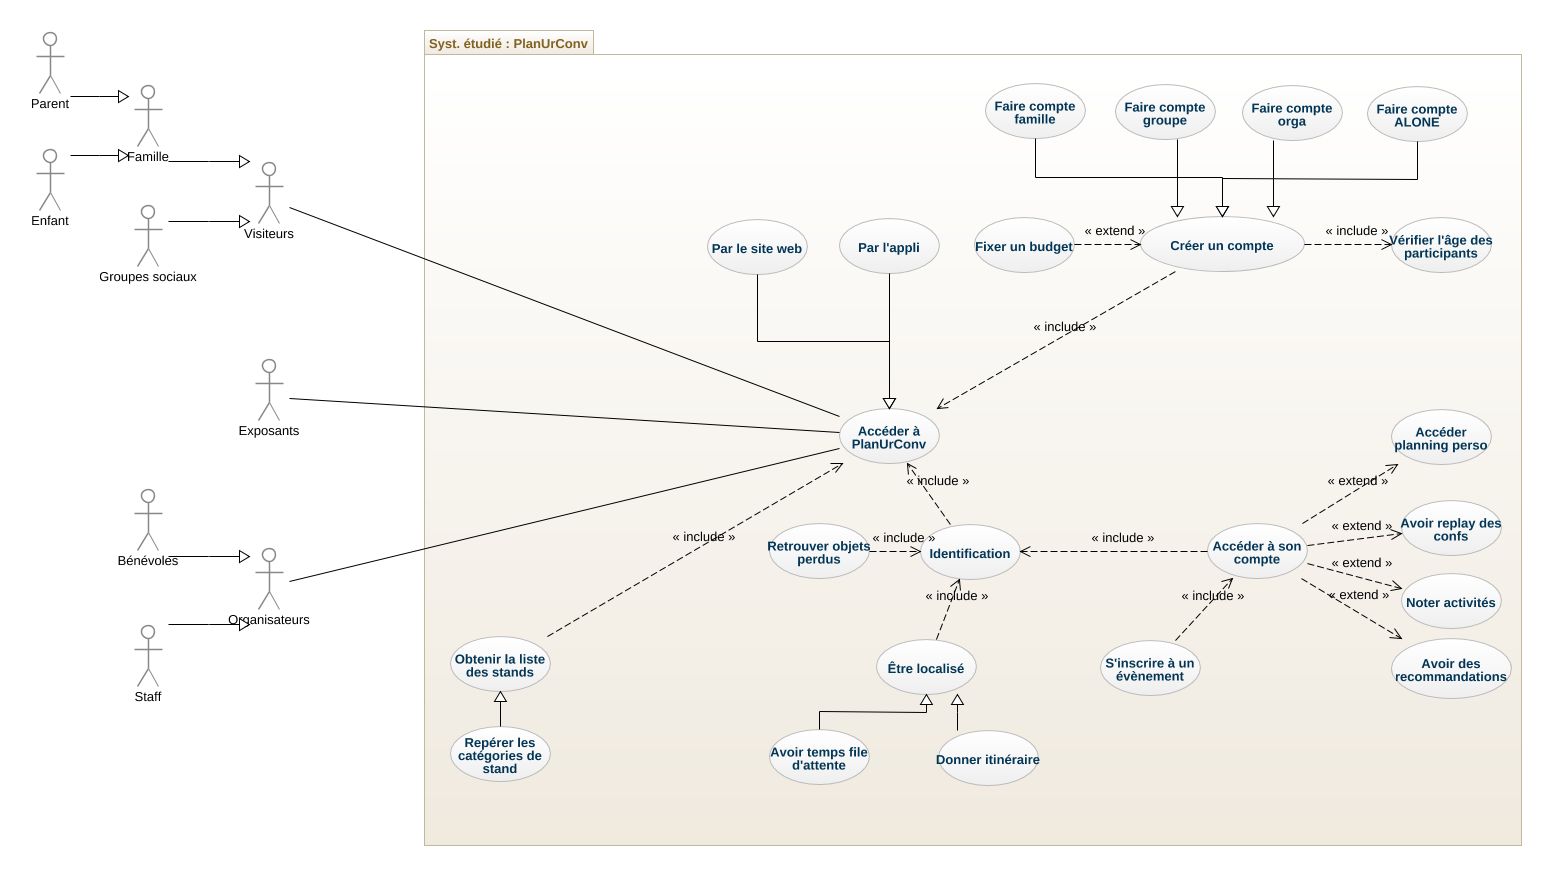 Syst. étudié : PlanUrConv
Parent
Famille
Enfant
Visiteurs
Groupes sociaux
Exposants
Bénévoles
Organisateurs
Staff
Faire compte
famille
Faire compte
groupe
Faire compte
orga
Faire compte
ALONE
Par le site web
Par l'appli
Fixer un budget
« extend »
Créer un compte
« include »
Vérifier l'âge des
participants
« include »
Accéder à
PlanUrConv
Accéder
planning perso
« include »
« extend »
« include »
Retrouver objets
perdus
« include »
Identification
« include »
Accéder à son
compte
« extend »
Avoir replay des
confs
« extend »
« include »
« include »
« extend »
Noter activités
Obtenir la liste
des stands
Être localisé
S'inscrire à un
évènement
Avoir des
recommandations
Repérer les
catégories de
stand
Avoir temps file
d'attente
Donner itinéraire